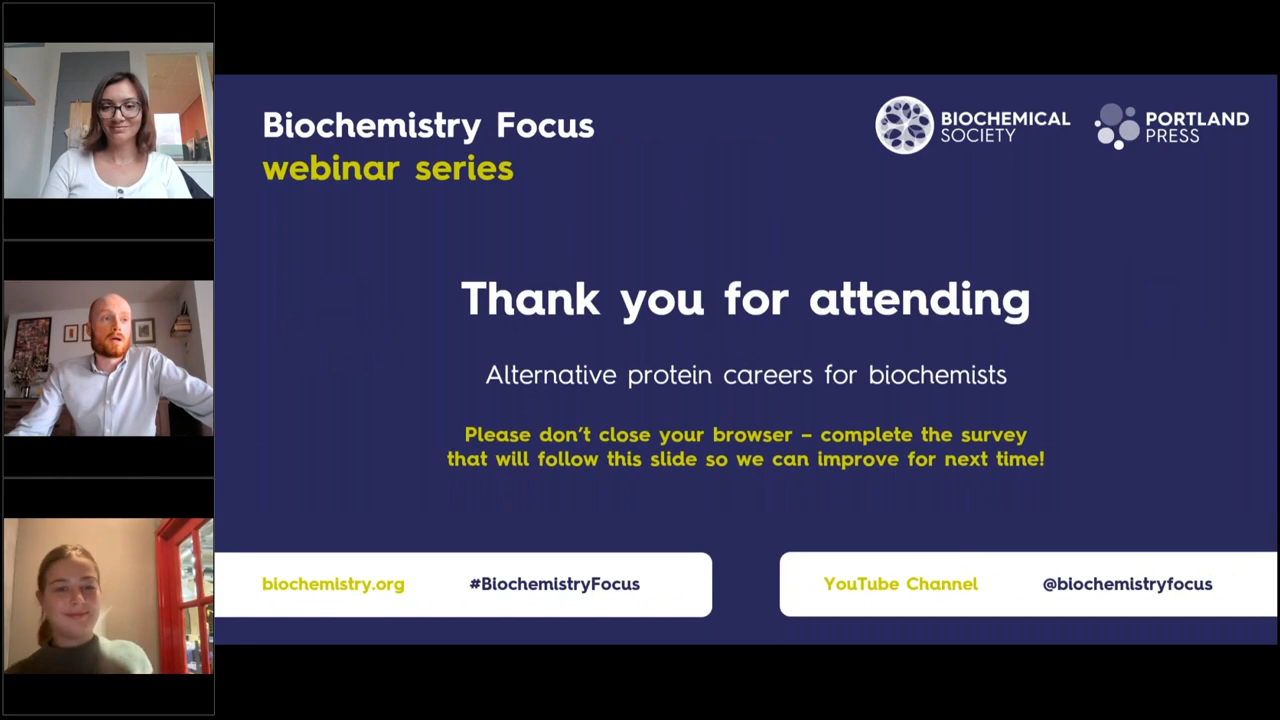 Biochemistry Focus
webinar series
BIOCHEMICAL
SOCIETY
PORTLAND
PRESS
Thank you for attending
Alternative protein careers for biochemists
Please don’t close your browser – complete the survey
that will follow this slide so we can improve for next time!
biochemistry.org
#BiochemistryFocus
YouTube Channel
@biochemistryfocus